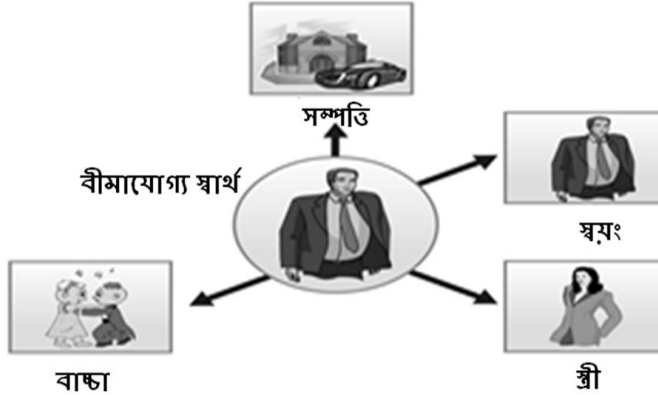 সম্পত্তি
বীমাযোগ্য স্বার্থ
স্বয়ং
বাচ্চা
স্ত্রী